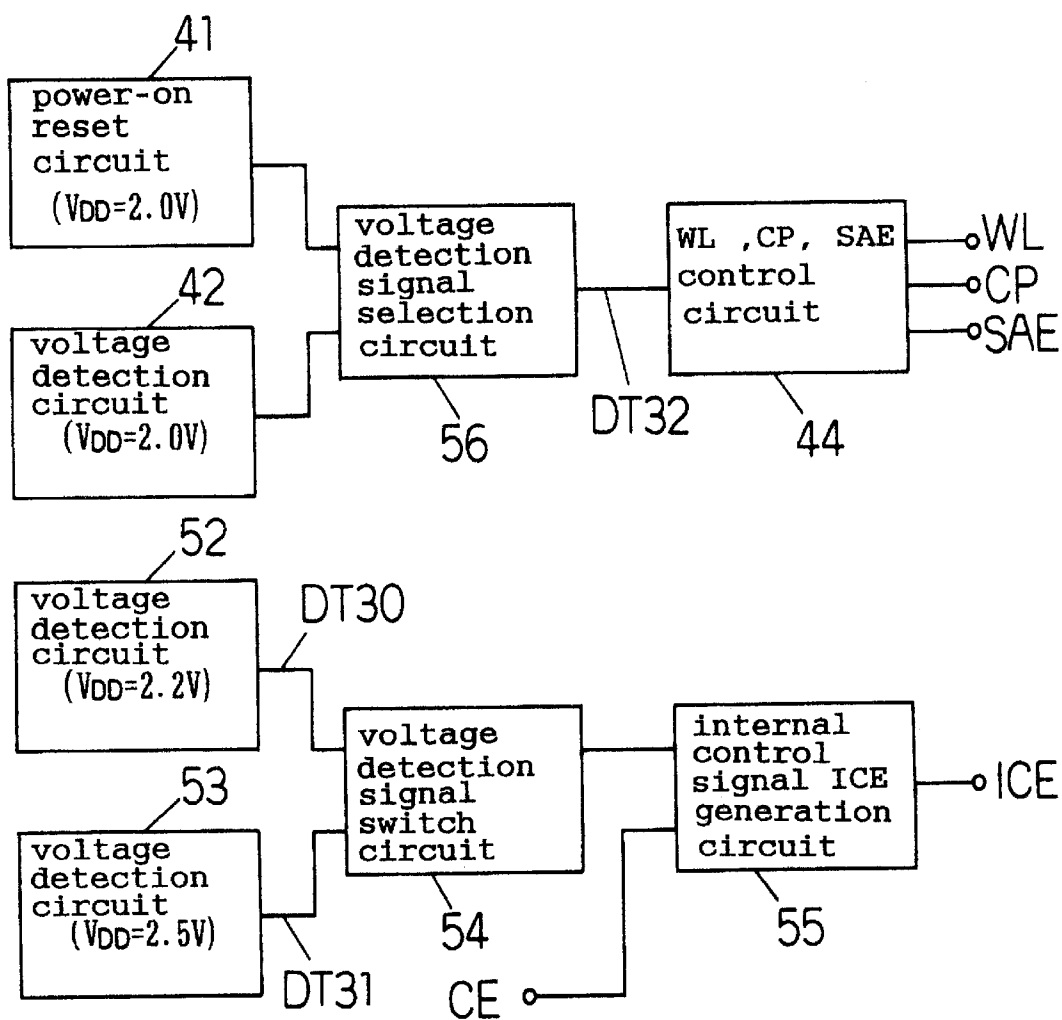 41
power-on
reset
circuit
(VDD=2.0V)
42
voltage
detection
circuit
(VDD=2.0V)
voltage
detection
signal
selection
circuit
56
DT32
WL ,CP, SAE
control
circuit
44
WL
CP
SAE
52
voltage
detection
circuit
(VDD=2.2V)
DT30
53
voltage
detection
circuit
(VDD=2.5V)
DT31
voltage
detection
signal
switch
circuit
54
CE
internal
control
signal ICE
generation
circuit
55
ICE